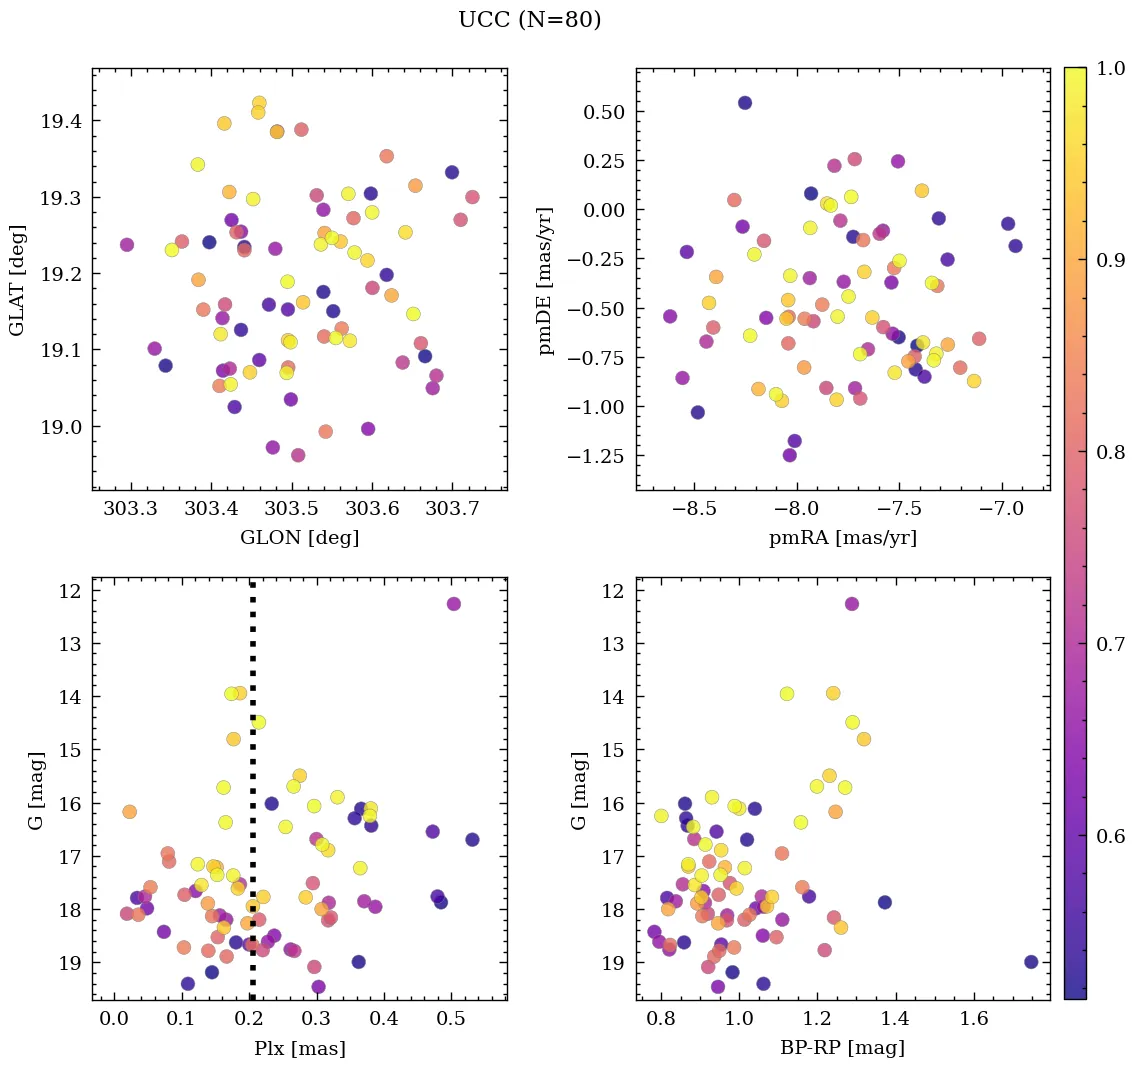 UCC (N=80)
19.4
19.3
19.2
19.1
19.0
GLAT [deg]
303.3 303.4 303.5 303.6 303.7
GLON [deg]
0.50
0.25
0.00
−0.25
−0.50
−0.75
−1.00
−1.25
pmDE [mas/yr]
−8.5 −8.0 −7.5 −7.0
pmRA [mas/yr]
12
13
14
15
16
17
18
19
G [mag]
0.0 0.1 0.2 0.3 0.4 0.5
Plx [mas]
12
13
14
15
16
17
18
19
G [mag]
0.8 1.0 1.2 1.4 1.6
BP-RP [mag]
1.0
0.9
0.8
0.7
0.6